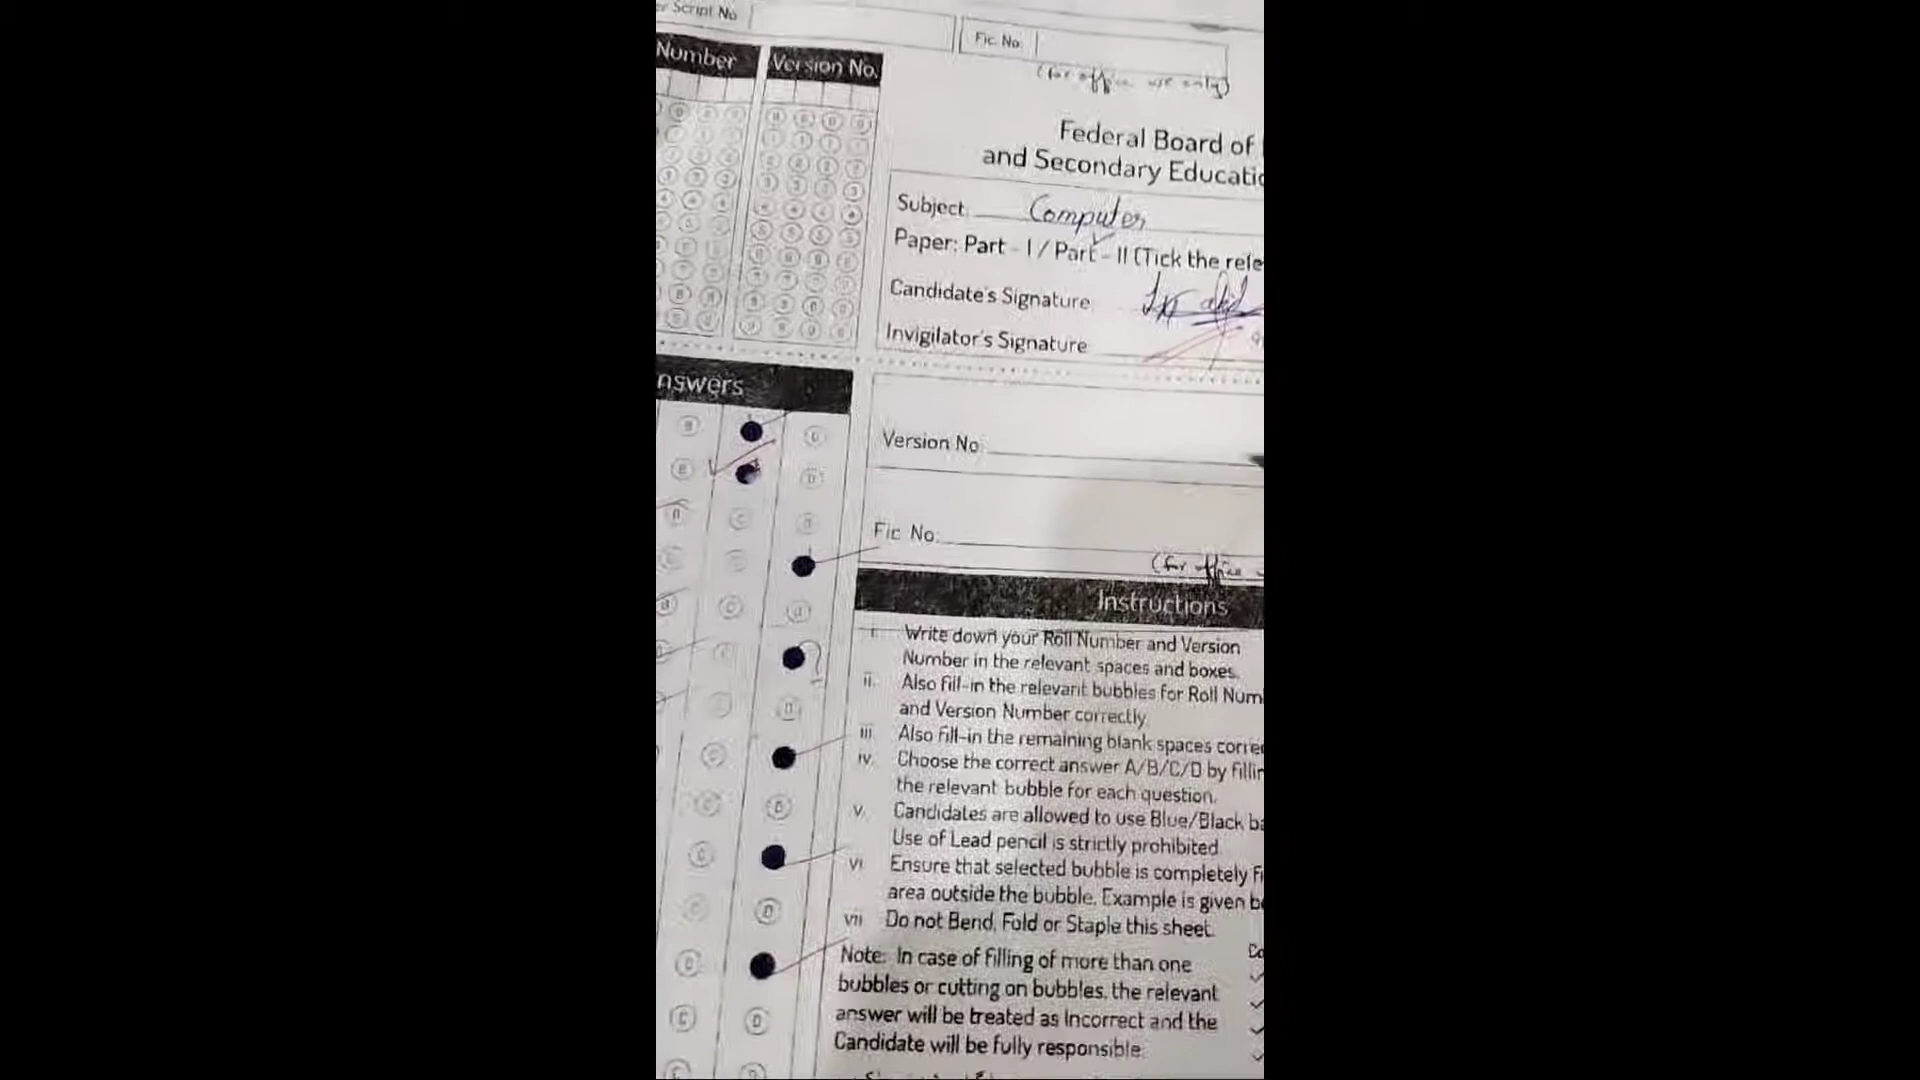 Script No
Fic. No.
(for office use only)
Number
Version No.
Federal Board of
and Secondary Educatio
Subject Computer
Paper: Part - I / Part - II (Tick the rele
Candidate's Signature
Invigilator's Signature
nswers
Version No.
Fic No:
(for office
Instructions
i. Write down your Roll Number and Version
Number in the relevant spaces and boxes.
ii. Also fill-in the relevant bubbles for Roll Num
and Version Number correctly.
iii. Also fill-in the remaining blank spaces corre
iv. Choose the correct answer A/B/C/D by fillin
the relevant bubble for each question.
v. Candidates are allowed to use Blue/Black ba
Use of Lead pencil is strictly prohibited.
vi. Ensure that selected bubble is completely fi
area outside the bubble. Example is given be
vii. Do not Bend, Fold or Staple this sheet.
Co
Note: In case of filling of more than one
bubbles or cutting on bubbles, the relevant
answer will be treated as Incorrect and the
Candidate will be fully responsible.